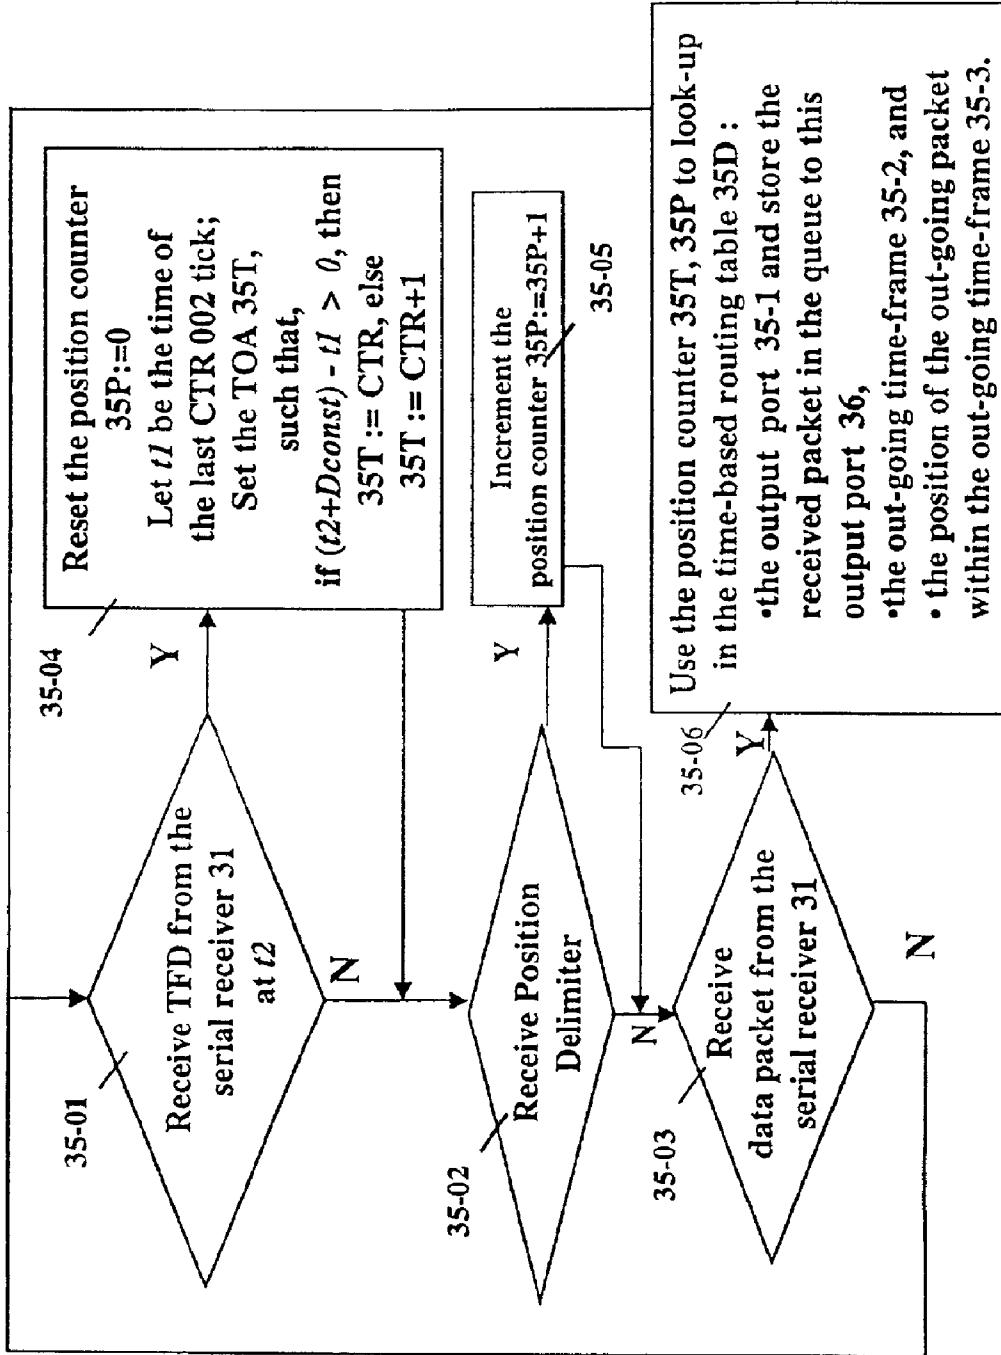 35-01
Receive TFD from the
serial receiver 31
at t2
Y
N
35-04
Reset the position counter
35P:=0
Let t1 be the time of
the last CTR 002 tick;
Set the TOA 35T,
such that,
if (t2+Dconst) - t1 > 0, then
35T := CTR, else
35T := CTR+1
35-02
Receive Position
Delimiter
Y
N
Increment the
position counter 35P:=35P+1
35-05
35-03
Receive
data packet from the
serial receiver 31
Y
N
35-06
Use the position counter 35T, 35P to look-up
in the time-based routing table 35D :
•the output port 35-1 and store the
received packet in the queue to this
output port 36,
•the out-going time-frame 35-2, and
• the position of the out-going packet
within the out-going time-frame 35-3.